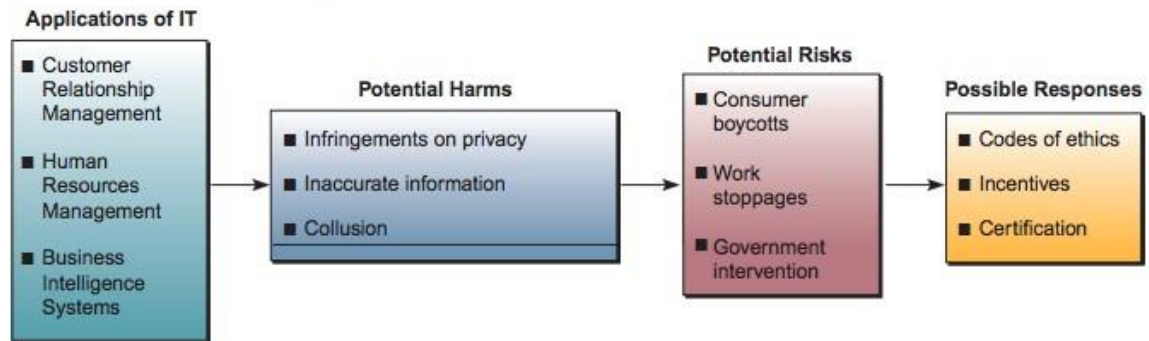 Applications of IT
■ Customer
Relationship
Management
■ Human
Resources
Management
■ Business
Intelligence
Systems
Potential Harms
■ Infringements on privacy
■ Inaccurate information
■ Collusion
Potential Risks
■ Consumer
boycotts
■ Work
stoppages
■ Government
intervention
Possible Responses
■ Codes of ethics
■ Incentives
■ Certification